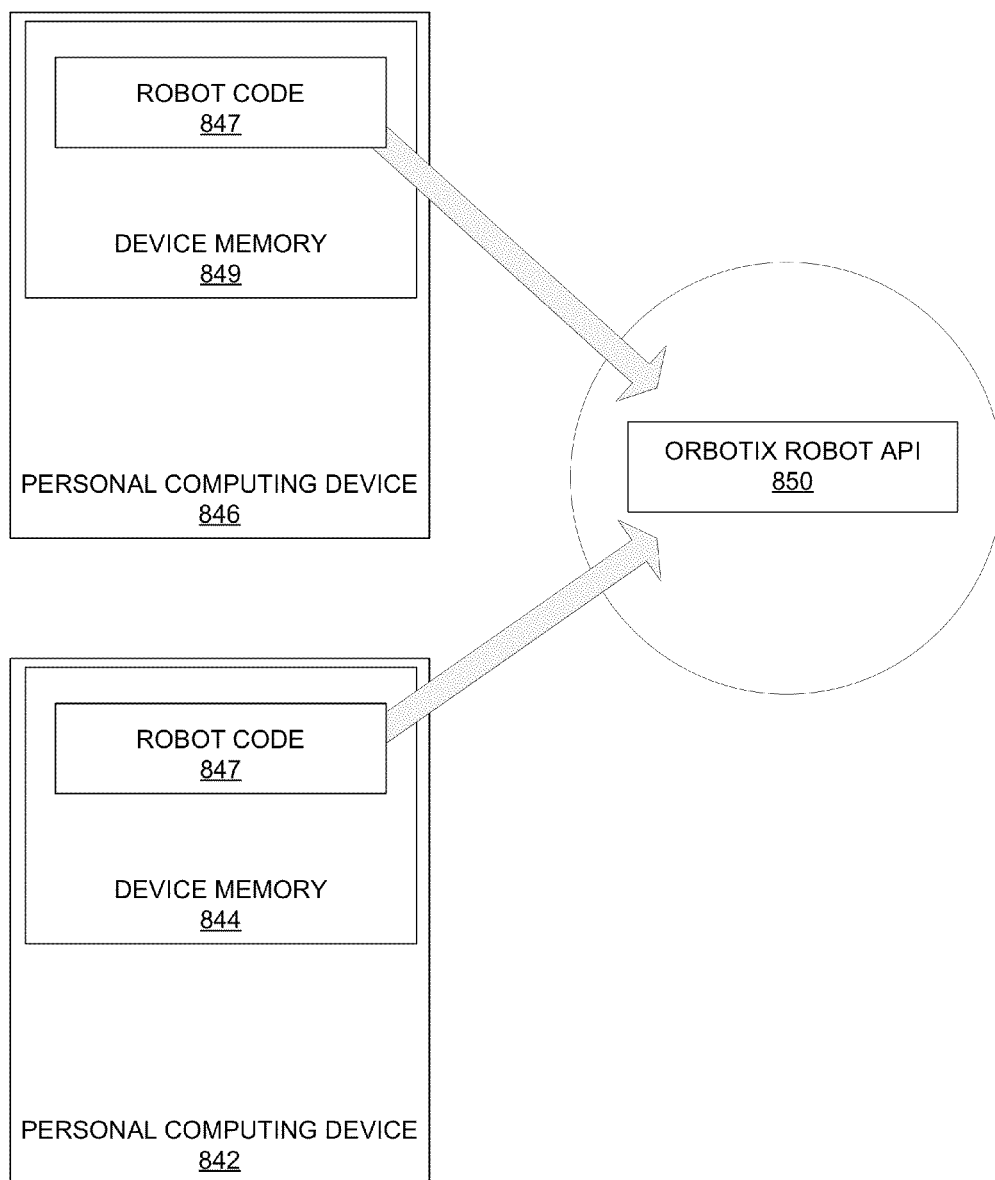 ROBOT CODE
847
DEVICE MEMORY
849
PERSONAL COMPUTING DEVICE
846
ORBOTIX ROBOT API
850
ROBOT CODE
847
DEVICE MEMORY
844
PERSONAL COMPUTING DEVICE
842